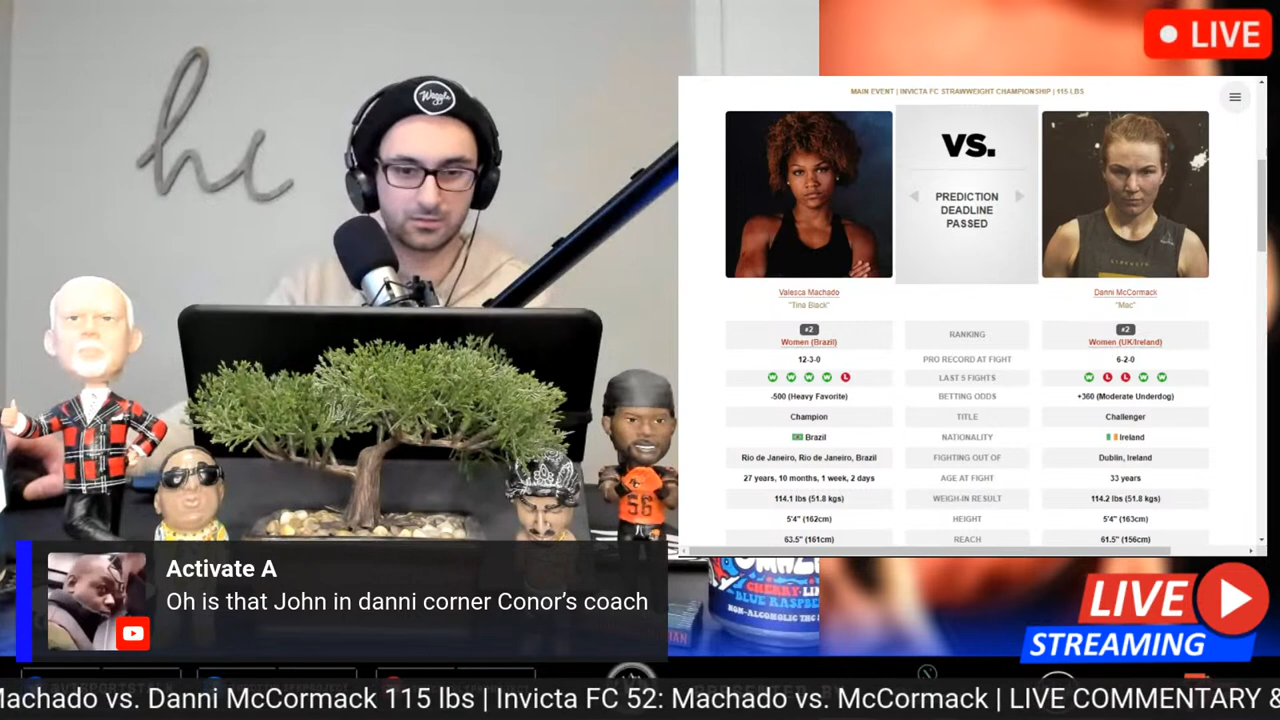 hi
Woggle
LIVE
MAIN EVENT | INVICTA FC STRAWWEIGHT CHAMPIONSHIP | 115 LBS
VS.
PREDICTION
DEADLINE
PASSED
STRENGTH
Valesca Machado
"Tina Black"
Danni McCormack
"Mac"
#2 RANKING #2
Women (Brazil) Women (UK/Ireland)
12-3-0 PRO RECORD AT FIGHT 6-2-0
W W W W L LAST 5 FIGHTS W L L W W
-500 (Heavy Favorite) BETTING ODDS +360 (Moderate Underdog)
Champion TITLE Challenger
Brazil NATIONALITY Ireland
Rio de Janeiro, Rio de Janeiro, Brazil FIGHTING OUT OF Dublin, Ireland
27 years, 10 months, 1 week, 2 days AGE AT FIGHT 33 years
114.1 lbs (51.8 kgs) WEIGH-IN RESULT 114.2 lbs (51.8 kgs)
5'4" (162cm) HEIGHT 5'4" (163cm)
63.5" (161cm) REACH 61.5" (156cm)
56
Activate A
Oh is that John in danni corner Conor’s coach
BLUE RASPBE
LIVE
STREAMING
Machado vs. Danni McCormack 115 lbs | Invicta FC 52: Machado vs. McCormack | LIVE COMMENTARY &